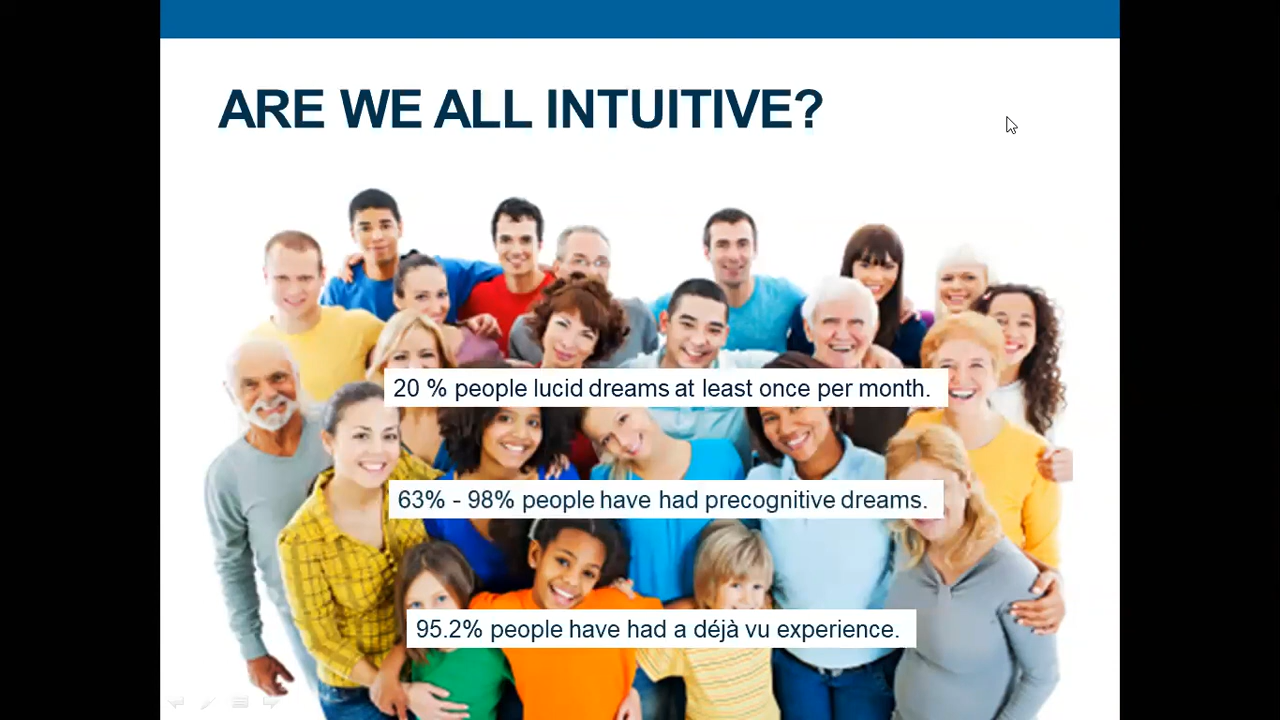 ARE WE ALL INTUITIVE?
20 % people lucid dreams at least once per month.
63% - 98% people have had precognitive dreams.
95.2% people have had a déjà vu experience.